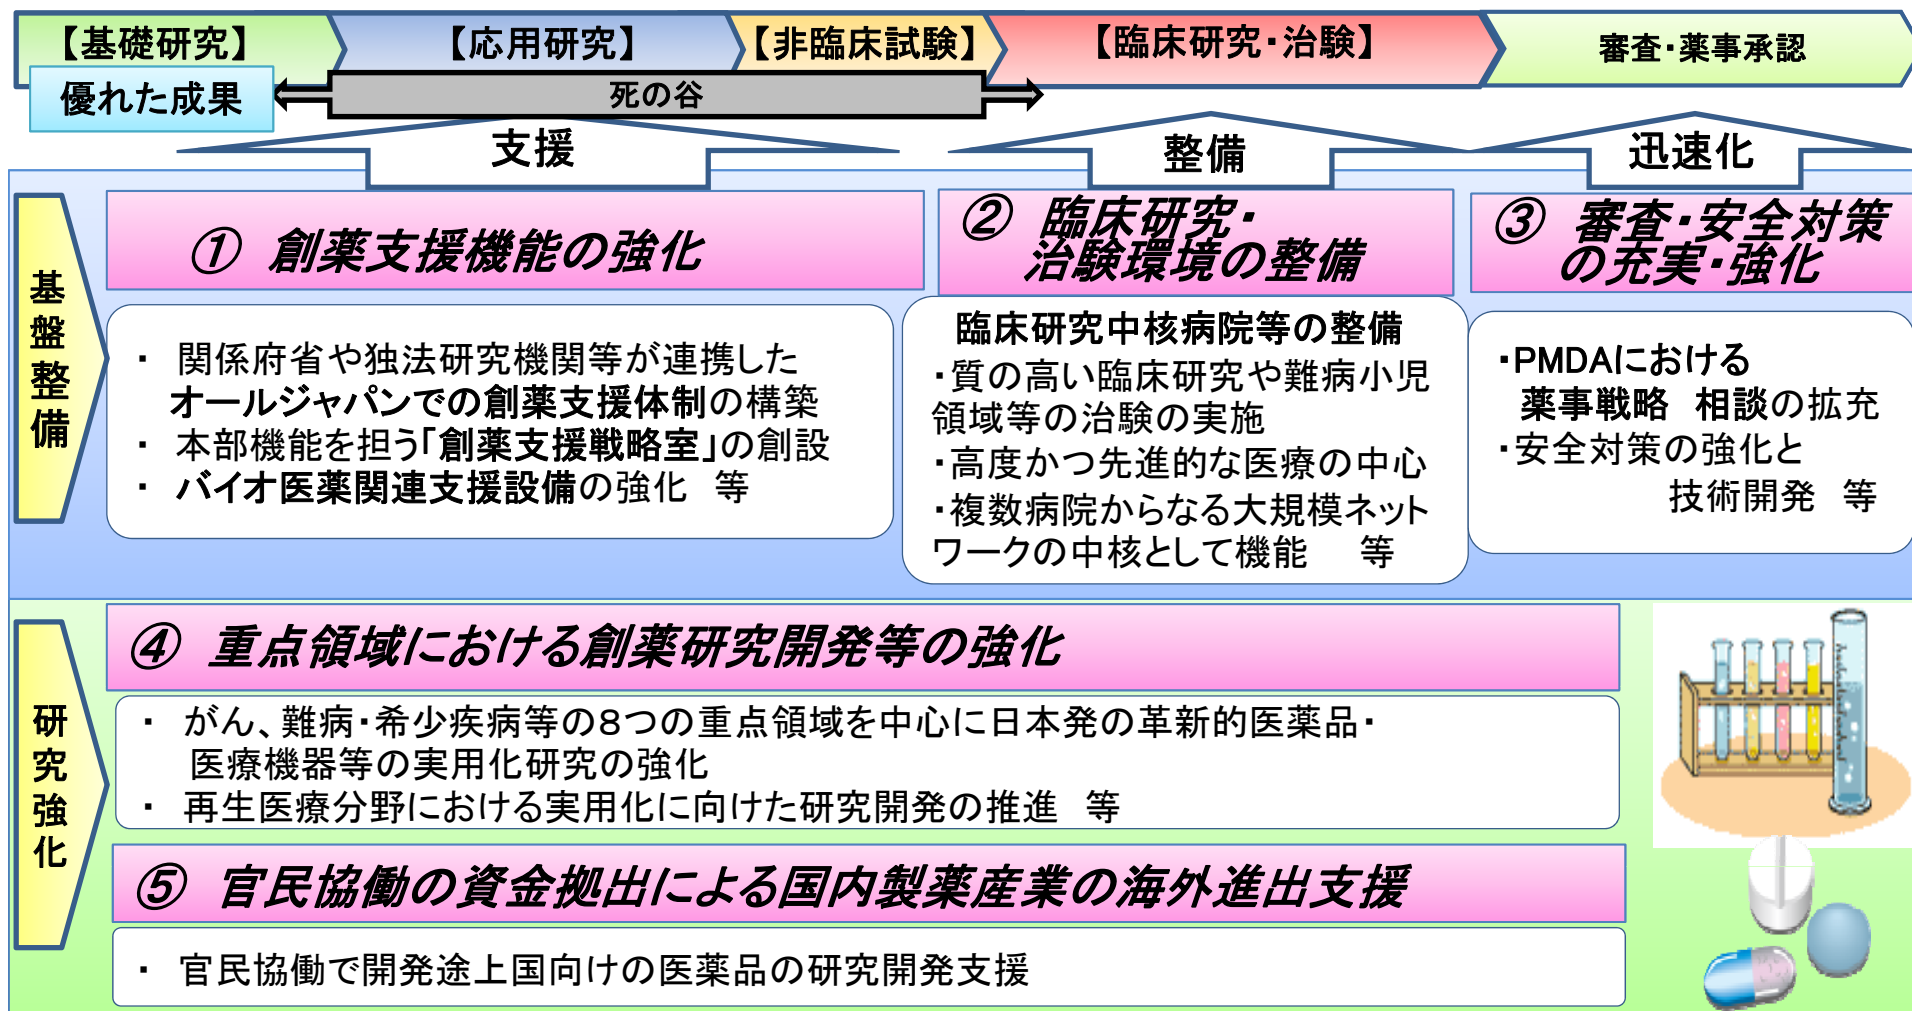 【基礎研究】
【応用研究】
【非臨床試験】
【臨床研究・治験】
審査・薬事承認
優れた成果
死の谷
支援
整備
迅速化
基盤整備
① 創薬支援機能の強化
・ 関係府省や独法研究機関等が連携した
オールジャパンでの創薬支援体制の構築
・ 本部機能を担う「創薬支援戦略室」の創設
・ バイオ医薬関連支援設備の強化 等
② 臨床研究・
治験環境の整備
臨床研究中核病院等の整備
・質の高い臨床研究や難病小児
領域等の治験の実施
・高度かつ先進的な医療の中心
・複数病院からなる大規模ネット
ワークの中核として機能 等
③ 審査・安全対策
の充実・強化
・PMDAにおける
薬事戦略 相談の拡充
・安全対策の強化と
技術開発 等
研究強化
④ 重点領域における創薬研究開発等の強化
・ がん、難病・希少疾病等の8つの重点領域を中心に日本発の革新的医薬品・
医療機器等の実用化研究の強化
・ 再生医療分野における実用化に向けた研究開発の推進 等
⑤ 官民協働の資金拠出による国内製薬産業の海外進出支援
・ 官民協働で開発途上国向けの医薬品の研究開発支援